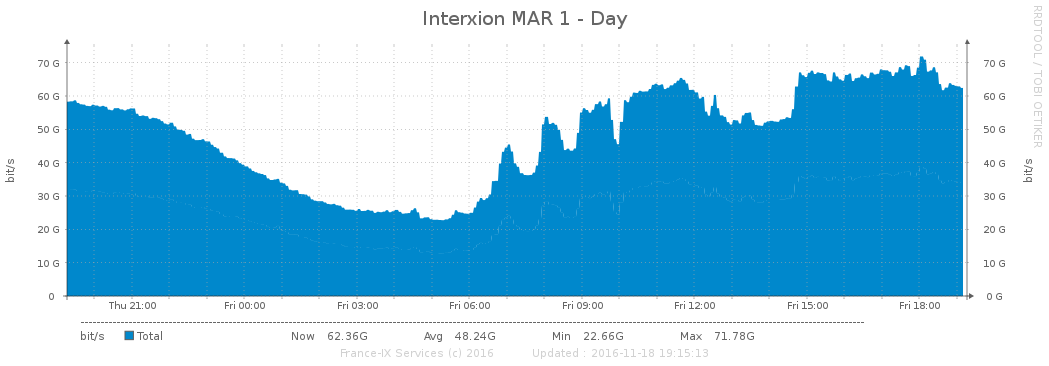 Interxion MAR 1 - Day
RRDTOOL / TOBI OETIKER
bit/s
bit/s
70 G 70 G
60 G 60 G
50 G 50 G
40 G 40 G
30 G 30 G
20 G 20 G
10 G 10 G
0 0 G
Thu 21:00 Fri 00:00 Fri 03:00 Fri 06:00 Fri 09:00 Fri 12:00 Fri 15:00 Fri 18:00
bit/s Total Now 62.36G Avg 48.24G Min 22.66G Max 71.78G
France-IX Services (c) 2016 Updated : 2016-11-18 19:15:13